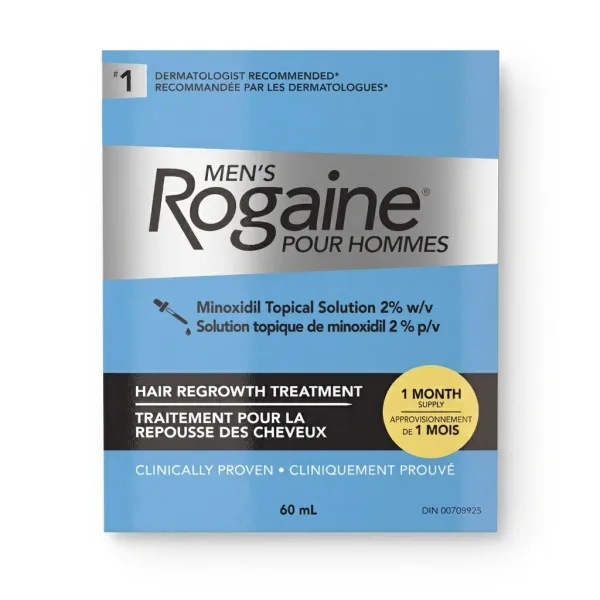 #1
DERMATOLOGIST RECOMMENDED*
RECOMMANDÉE PAR LES DERMATOLOGUES*
MEN'S
Rogaine®
POUR HOMMES
Minoxidil Topical Solution 2% w/v
Solution topique de minoxidil 2 % p/v
HAIR REGROWTH TREATMENT
TRAITEMENT POUR LA
REPOUSSE DES CHEVEUX
1 MONTH
SUPPLY
APPROVISIONNEMENT
DE 1 MOIS
CLINICALLY PROVEN • CLINIQUEMENT PROUVÉ
60 mL
DIN 00709925